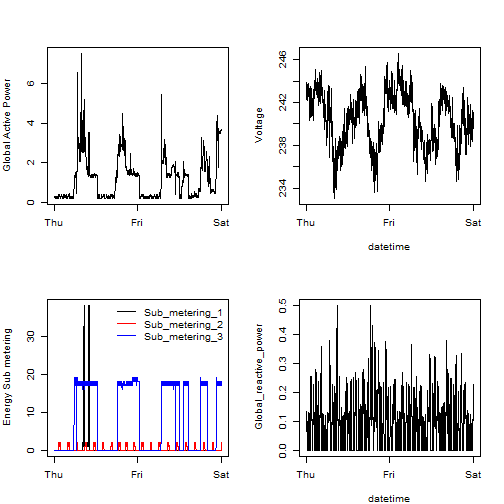 Global Active Power
6
4
2
0
Thu Fri Sat
Voltage
246
242
238
234
Thu Fri Sat
datetime
Energy Sub metering
30
20
10
0
Sub_metering_1
Sub_metering_2
Sub_metering_3
Thu Fri Sat
Global_reactive_power
0.5
0.4
0.3
0.2
0.1
0.0
Thu Fri Sat
datetime